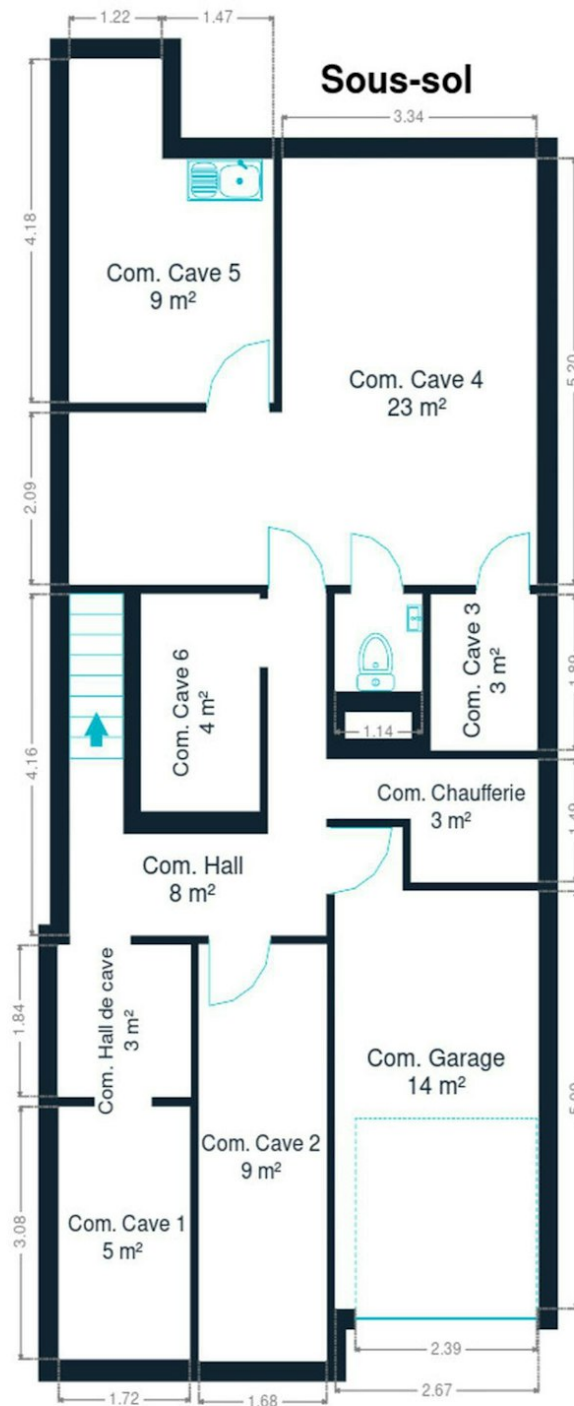 1.22
1.47
Sous-sol
3.34
4.18
Com. Cave 5
9 m²
Com. Cave 4
23 m²
2.09
Com. Cave 6
4 m²
Com. Cave 3
3 m²
4.16
1.14
Com. Chaufferie
3 m²
Com. Hall
8 m²
1.84
Com. Hall de cave
3 m²
Com. Garage
14 m²
Com. Cave 2
9 m²
3.08
Com. Cave 1
5 m²
2.39
1.72
1.68
2.67